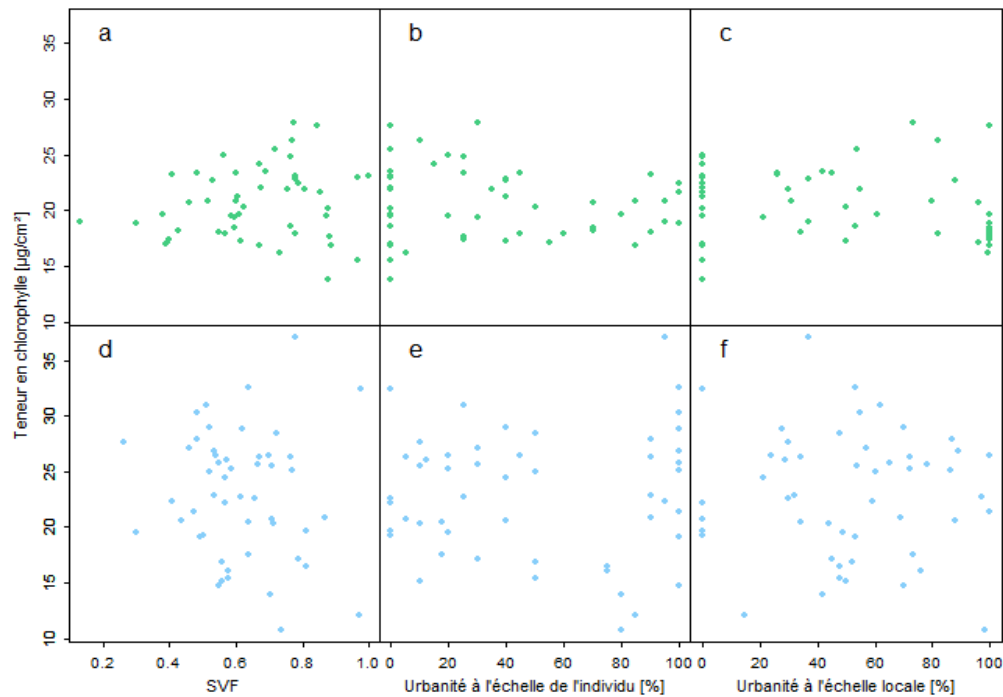 a
b
c
35
30
25
20
15
10
d
e
f
35
30
25
20
15
10
Teneur en chlorophylle [µg/cm²]
0.2 0.4 0.6 0.8 1.0
0 20 40 60 80 100
0 20 40 60 80 100
SVF
Urbanité à l'échelle de l'individu [%]
Urbanité à l'échelle locale [%]